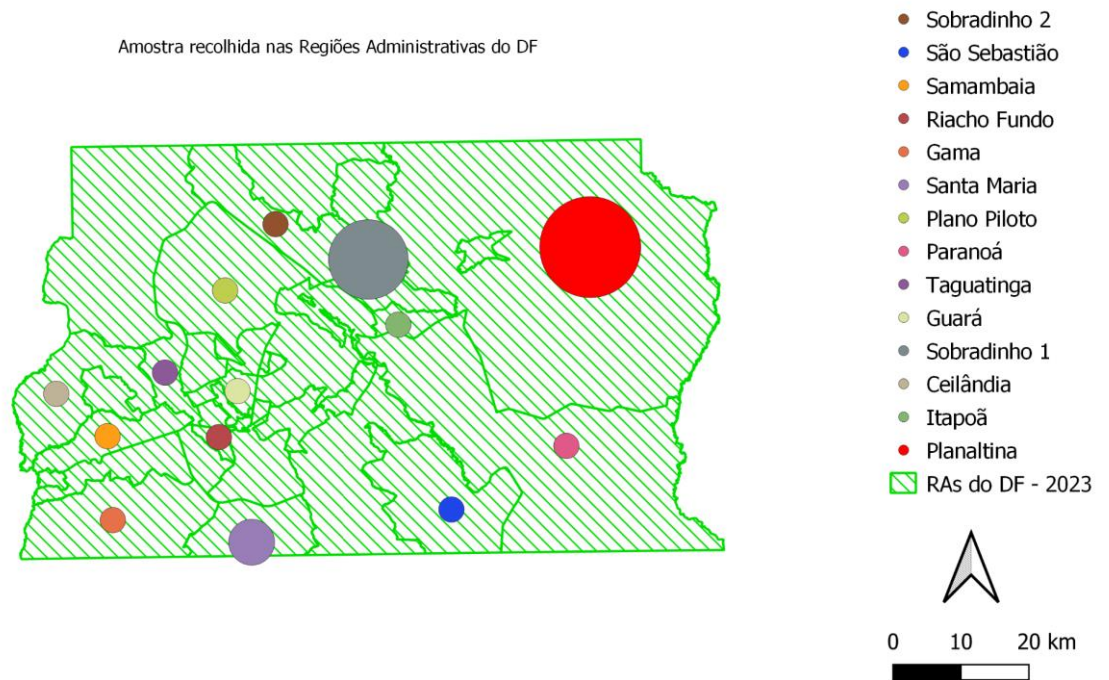 Amostra recolhida nas Regiões Administrativas do DF
Sobradinho 2
São Sebastião
Samambaia
Riacho Fundo
Gama
Santa Maria
Plano Piloto
Paranoá
Taguatinga
Guará
Sobradinho 1
Ceilândia
Itapoã
Planaltina
RAs do DF - 2023
0 10 20 km